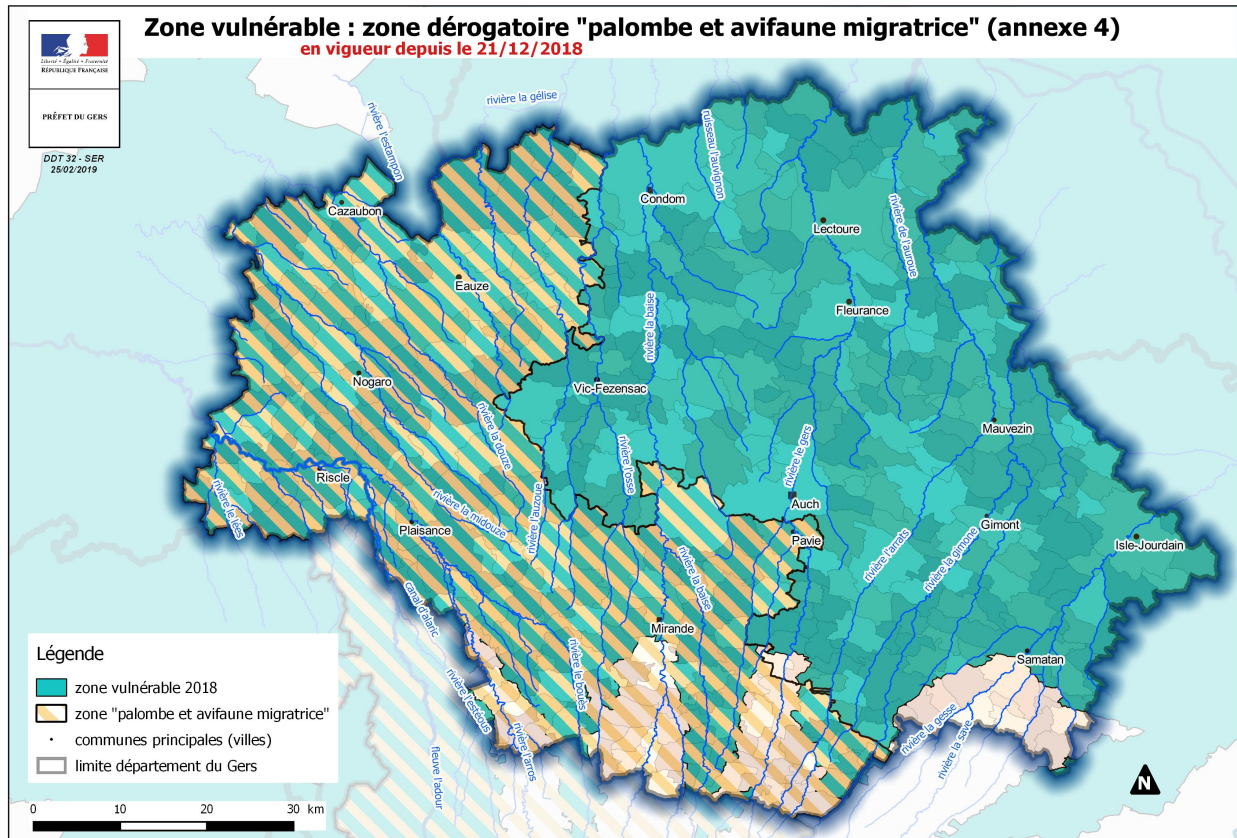 Zone vulnérable : zone dérogatoire "palombe et avifaune migratrice" (annexe 4)
en vigueur depuis le 21/12/2018
Liberté • Égalité • Fraternité
RÉPUBLIQUE FRANÇAISE
PRÉFET DU GERS
DDT 32 - SER
25/02/2019
rivière la gélise
rivière l'estampon
ruisseau l'auvignon
Cazaubon
Condom
Lectoure
rivière de l'auroue
Eauze
Fleurance
rivière la baise
Nogaro
Vic-Fezensac
Mauvezin
rivière la douze
rivière l'osse
rivière le gers
Riscle
rivière le lées
rivière la midouze
rivière l'auzoue
Auch
Plaisance
Pavie
Gimont
Isle-Jourdain
rivière l'arrats
rivière la gimone
rivière la baise
canal d'alaric
Mirande
Samatan
rivière l'estéous
rivière le bouès
rivière l'arros
rivière la gesse
rivière la save
fleuve l'adour
Légende
zone vulnérable 2018
zone "palombe et avifaune migratrice"
communes principales (villes)
limite département du Gers
0 10 20 30 km
N